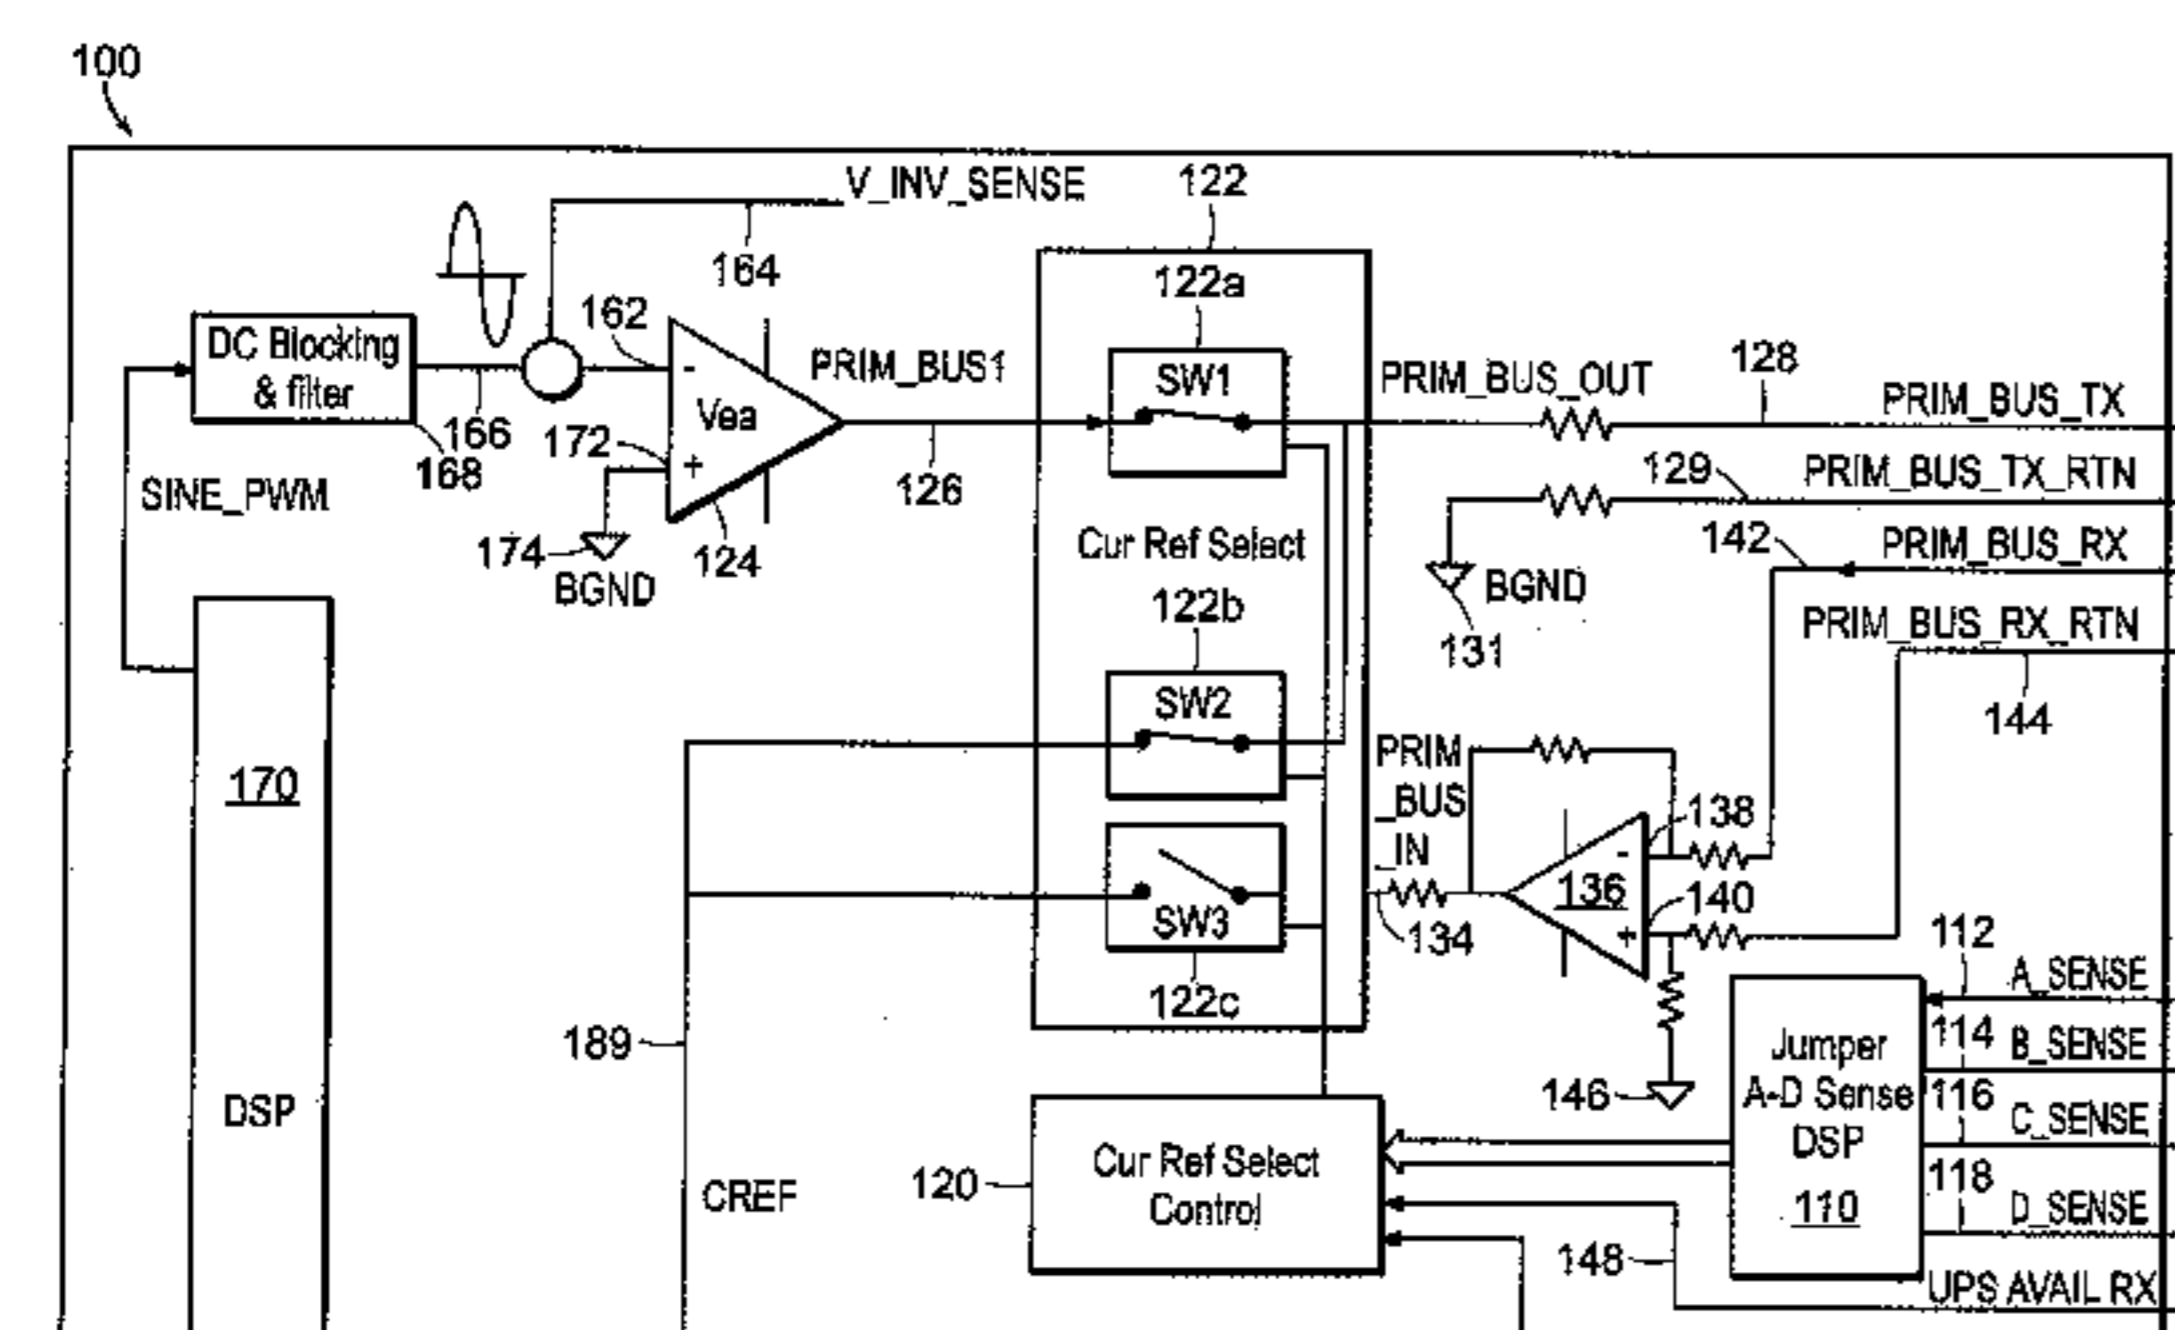 100
V_INV_SENSE
122
164
122a
162
DC Blocking
& filter
-
Vea
+
PRIM_BUS1
SW1
PRIM_BUS_OUT
128
PRIM_BUS_TX
166
168
172
126
129
PRIM_BUS_TX_RTN
SINE_PWM
174
BGND
124
Cur Ref Select
142
PRIM_BUS_RX
BGND
131
122b
PRIM_BUS_RX_RTN
144
SW2
170
DSP
PRIM
_BUS
_IN
138
-
136
140
+
134
SW3
122c
112
A_SENSE
114
B_SENSE
116
C_SENSE
118
D_SENSE
189
Jumper
A-D Sense
DSP
110
146
120
Cur Ref Select
Control
CREF
148
UPS AVAIL RX